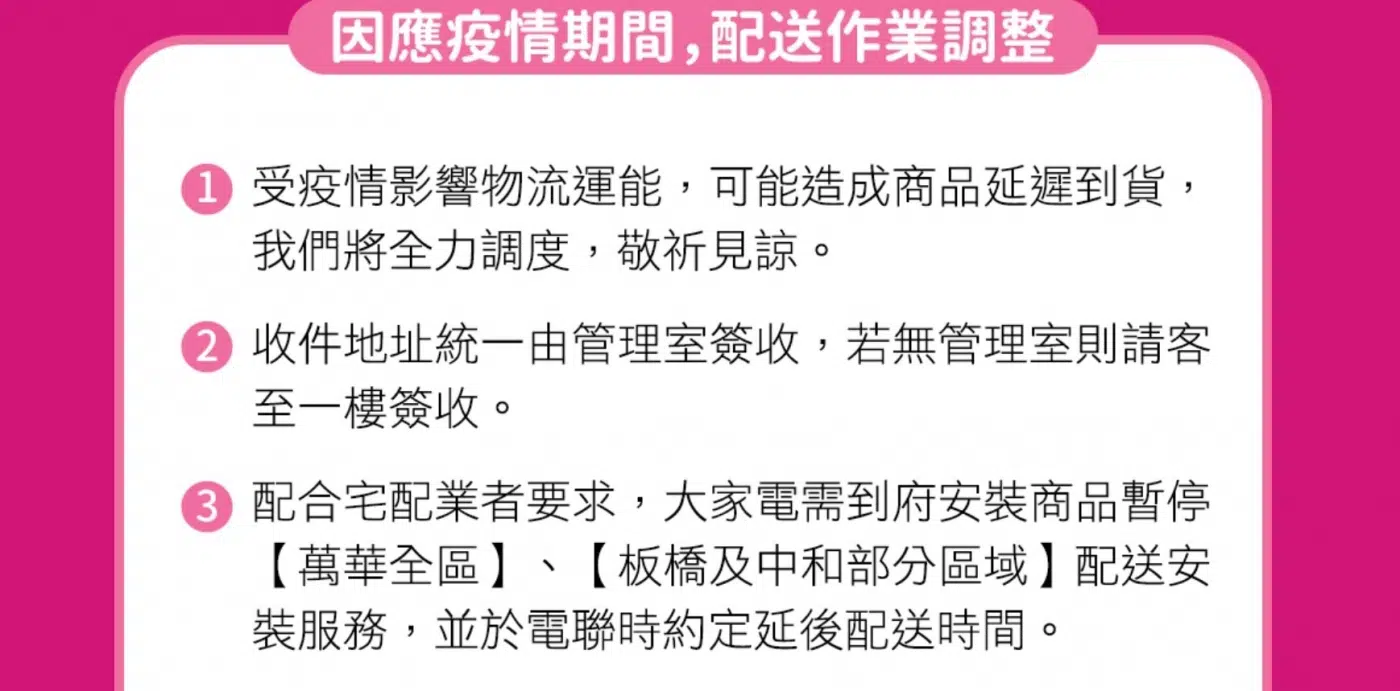 因應疫情期間,配送作業調整
1 受疫情影響物流運能，可能造成商品延遲到貨，
我們將全力調度，敬祈見諒。
2 收件地址統一由管理室簽收，若無管理室則請客
至一樓簽收。
3 配合宅配業者要求，大家電需到府安裝商品暫停
【萬華全區】、【板橋及中和部分區域】配送安
裝服務，並於電聯時約定延後配送時間。